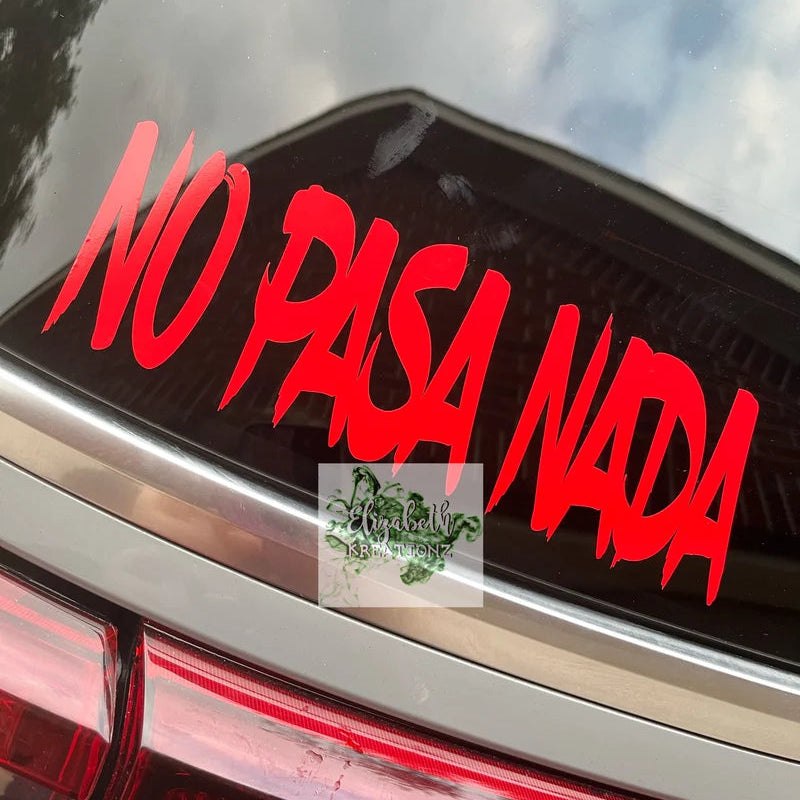 NO PASA NADA
Elizabeth
KREATIONZ